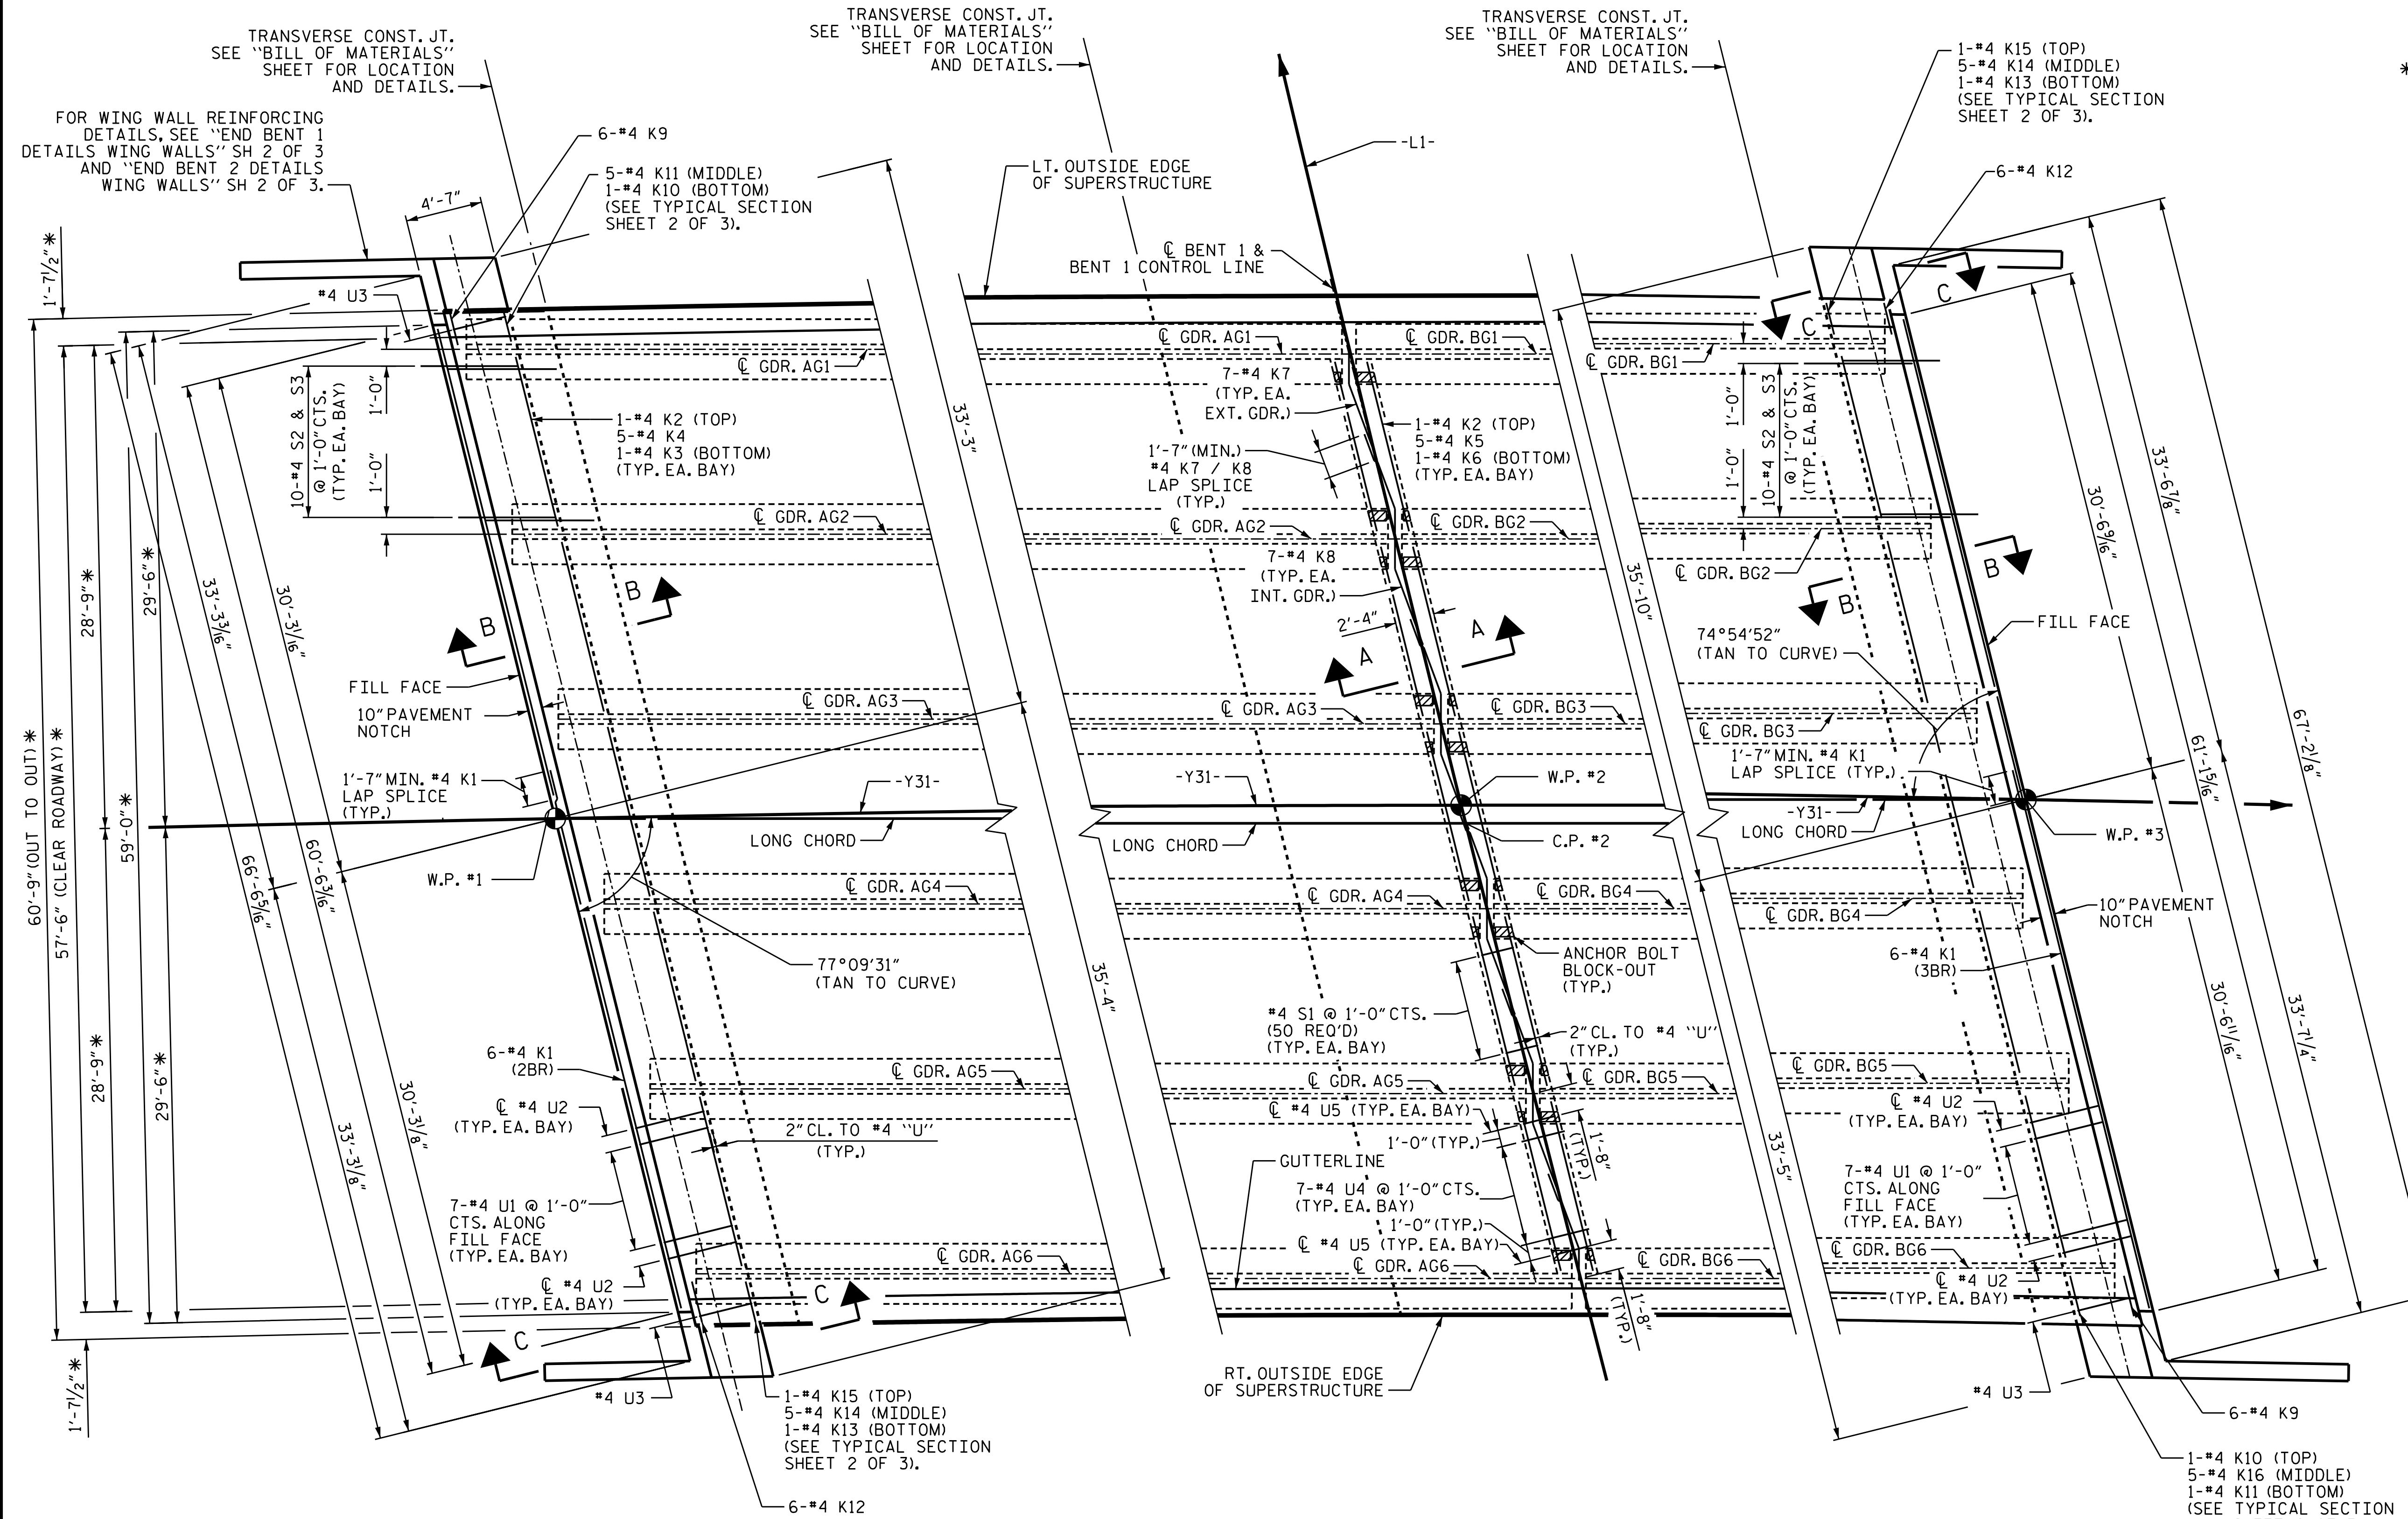 TRANSVERSE CONST. JT.
SEE ‘‘BILL OF MATERIALS’’
SHEET FOR LOCATION
AND DETAILS.
TRANSVERSE CONST. JT.
SEE ‘‘BILL OF MATERIALS’’
SHEET FOR LOCATION
AND DETAILS.
TRANSVERSE CONST. JT.
SEE ‘‘BILL OF MATERIALS’’
SHEET FOR LOCATION
AND DETAILS.
1-#4 K15 (TOP)
5-#4 K14 (MIDDLE)
1-#4 K13 (BOTTOM)
(SEE TYPICAL SECTION
SHEET 2 OF 3).
*
FOR WING WALL REINFORCING
DETAILS, SEE ‘‘END BENT 1
DETAILS WING WALLS’’ SH 2 OF 3
AND ‘‘END BENT 2 DETAILS
WING WALLS’’ SH 2 OF 3.
6-#4 K9
5-#4 K11 (MIDDLE)
1-#4 K10 (BOTTOM)
(SEE TYPICAL SECTION
SHEET 2 OF 3).
-L1-
LT. OUTSIDE EDGE
OF SUPERSTRUCTURE
6-#4 K12
4'-7"
℄ BENT 1 &
BENT 1 CONTROL LINE
1'-7½"*
#4 U3
C
C
℄ GDR. AG1
℄ GDR. AG1
℄ GDR. BG1
℄ GDR. BG1
10-#4 S2 & S3
@ 1'-0" CTS.
(TYP. EA. BAY)
1'-0"
1'-0"
1-#4 K2 (TOP)
5-#4 K4
1-#4 K3 (BOTTOM)
(TYP. EA. BAY)
33'-3"
7-#4 K7
(TYP. EA.
EXT. GDR.)
1'-7" (MIN.)
#4 K7 / K8
LAP SPLICE
(TYP.)
1-#4 K2 (TOP)
5-#4 K5
1-#4 K6 (BOTTOM)
(TYP. EA. BAY)
1'-0"
1'-0"
10-#4 S2 & S3
@ 1'-0" CTS.
(TYP. EA. BAY)
33'-6⅞"
30'-6⁹⁄₁₆"
℄ GDR. AG2
℄ GDR. AG2
℄ GDR. BG2
℄ GDR. BG2
7-#4 K8
(TYP. EA.
INT. GDR.)
28'-9"*
29'-6"*
33'-3³⁄₁₆"
30'-3¹⁄₁₆"
B
B
2'-4"
A
A
35'-10"
B
B
74°54'52"
(TAN TO CURVE)
FILL FACE
FILL FACE
10" PAVEMENT
NOTCH
℄ GDR. AG3
℄ GDR. AG3
℄ GDR. BG3
℄ GDR. BG3
67'-2⅛"
61'-1⁵⁄₁₆"
60'-9" (OUT TO OUT)*
57'-6" (CLEAR ROADWAY)*
59'-0"*
1'-7" MIN. #4 K1
LAP SPLICE
(TYP.)
-Y31-
-Y31-
W.P. #2
1'-7" MIN. #4 K1
LAP SPLICE (TYP.)
-Y31-
LONG CHORD
LONG CHORD
LONG CHORD
C.P. #2
W.P. #3
W.P. #1
66'-6⁵⁄₁₆"
60'-6³⁄₁₆"
℄ GDR. AG4
℄ GDR. AG4
℄ GDR. BG4
℄ GDR. BG4
10" PAVEMENT
NOTCH
77°09'31"
(TAN TO CURVE)
35'-4"
ANCHOR BOLT
BLOCK-OUT
(TYP.)
6-#4 K1
(3BR)
30'-6¹¹⁄₁₆"
33'-7¼"
#4 S1 @ 1'-0" CTS.
(50 REQ'D)
(TYP. EA. BAY)
2" CL. TO #4 ‘‘U’’
(TYP.)
28'-9"*
29'-6"*
33'-3⅛"
30'-3⅛"
6-#4 K1
(2BR)
℄ GDR. AG5
℄ GDR. AG5
℄ GDR. BG5
℄ GDR. BG5
℄ #4 U2
(TYP. EA. BAY)
2" CL. TO #4 ‘‘U’’
(TYP.)
℄ #4 U5 (TYP. EA. BAY)
1'-0" (TYP.)
1'-8"
(TYP.)
33'-5"
℄ #4 U2
(TYP. EA. BAY)
GUTTERLINE
7-#4 U1 @ 1'-0"
CTS. ALONG
FILL FACE
(TYP. EA. BAY)
7-#4 U4 @ 1'-0" CTS.
(TYP. EA. BAY)
1'-0" (TYP.)
℄ #4 U5 (TYP. EA. BAY)
7-#4 U1 @ 1'-0"
CTS. ALONG
FILL FACE
(TYP. EA. BAY)
℄ GDR. AG6
℄ GDR. AG6
℄ GDR. BG6
℄ GDR. BG6
℄ #4 U2
(TYP. EA. BAY)
1'-8"
(TYP.)
℄ #4 U2
(TYP. EA. BAY)
C
C
1'-7½"*
#4 U3
1-#4 K15 (TOP)
5-#4 K14 (MIDDLE)
1-#4 K13 (BOTTOM)
(SEE TYPICAL SECTION
SHEET 2 OF 3).
6-#4 K12
RT. OUTSIDE EDGE
OF SUPERSTRUCTURE
#4 U3
6-#4 K9
1-#4 K10 (TOP)
5-#4 K16 (MIDDLE)
1-#4 K11 (BOTTOM)
(SEE TYPICAL SECTION